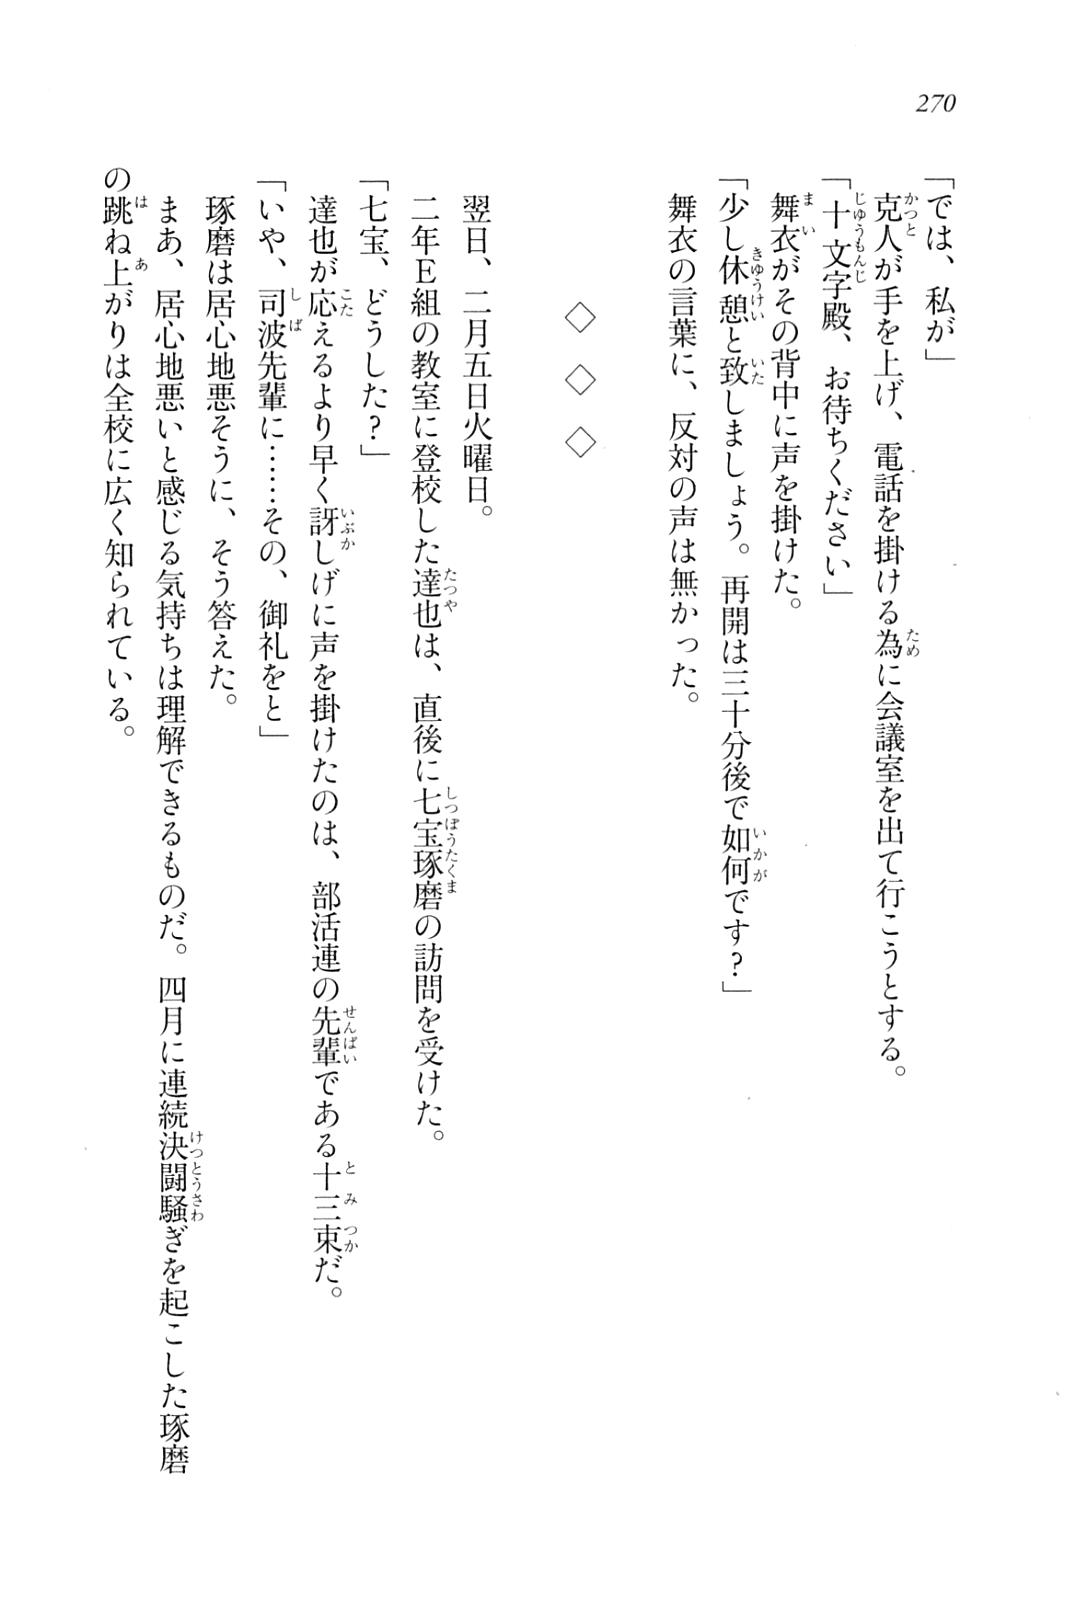 270
「では、私が」
克人が手を上げ、電話を掛ける為に会議室を出て行こうとする。
「十文字殿、お待ちください」
舞衣がその背中に声を掛けた。
「少し休憩と致しましょう。再開は三十分後で如何です？」
舞衣の言葉に、反対の声は無かった。
◇ ◇ ◇
翌日、二月五日火曜日。
二年Ｅ組の教室に登校した達也は、直後に七宝琢磨の訪問を受けた。
「七宝、どうした？」
達也が応えるより早く訝しげに声を掛けたのは、部活連の先輩である十三束だ。
「いや、司波先輩に……その、御礼をと」
琢磨は居心地悪そうに、そう答えた。
まあ、居心地悪いと感じる気持ちは理解できるものだ。四月に連続決闘騒ぎを起こした琢磨
の跳ね上がりは全校に広く知られている。